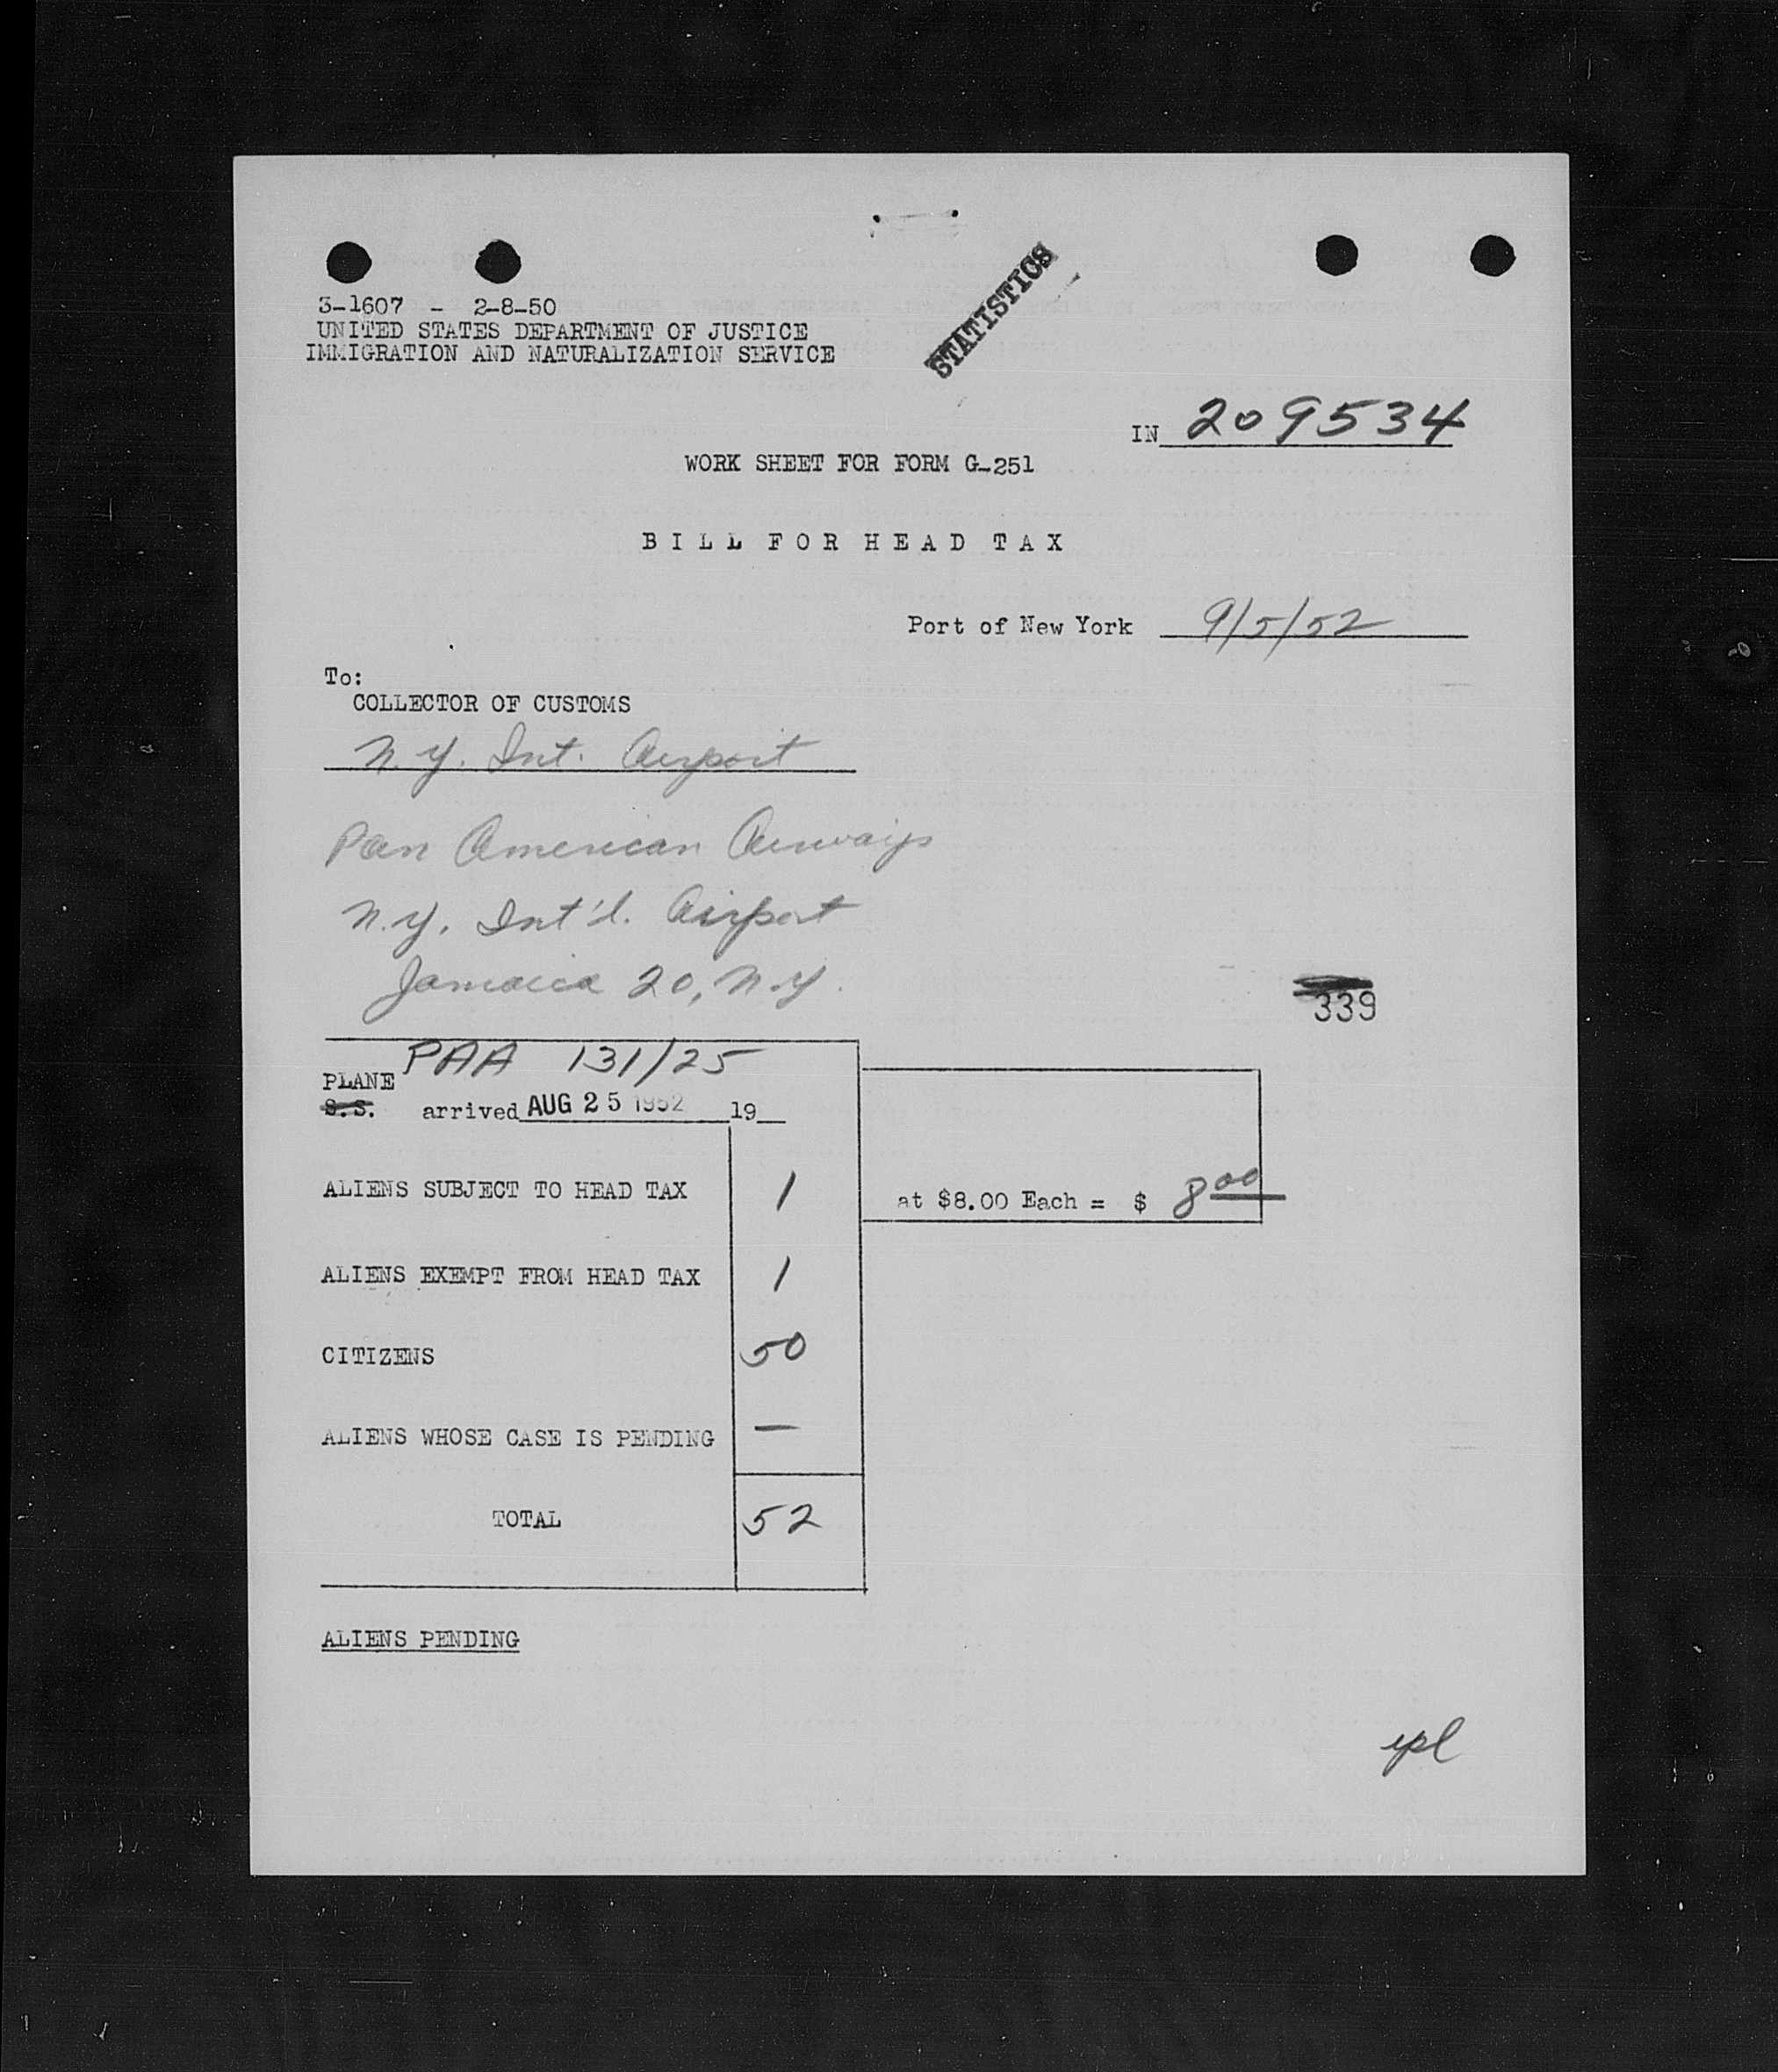 STATISTICS
3-1607 - 2-8-50
UNITED STATES DEPARTMENT OF JUSTICE
IMMIGRATION AND NATURALIZATION SERVICE
IN 209534
WORK SHEET FOR FORM G-251
BILL FOR HEAD TAX
Port of New York 9/5/52
To:
COLLECTOR OF CUSTOMS
N.Y. Int. Airport
Pan American Airways
N.Y. Int'l. Airport
Jamaica 20, N.Y.
339
PAA 131/25
PLANE
S.S. arrived AUG 25 1952 19
ALIENS SUBJECT TO HEAD TAX 1 at $8.00 Each = $ 8 00
ALIENS EXEMPT FROM HEAD TAX 1
CITIZENS 50
ALIENS WHOSE CASE IS PENDING —
TOTAL 52
ALIENS PENDING